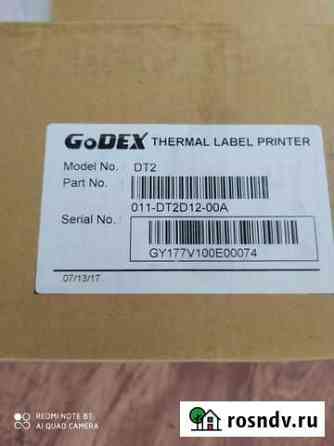 GoDEX THERMAL LABEL PRINTER
Model No. DT2
Part No.
011-DT2D12-00A
Serial No.:
GY177V100E00074
07/13/17
REDMI NOTE 8T
AI QUAD CAMERA
rosndv.ru